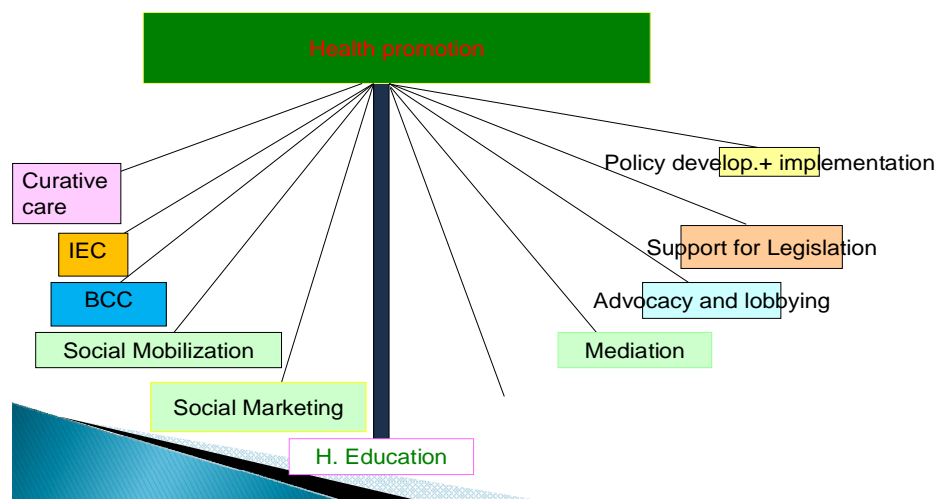 Health promotion
Policy develop.+ implementation
Curative
care
IEC
Support for Legislation
BCC
Advocacy and lobbying
Social Mobilization
Mediation
Social Marketing
H. Education